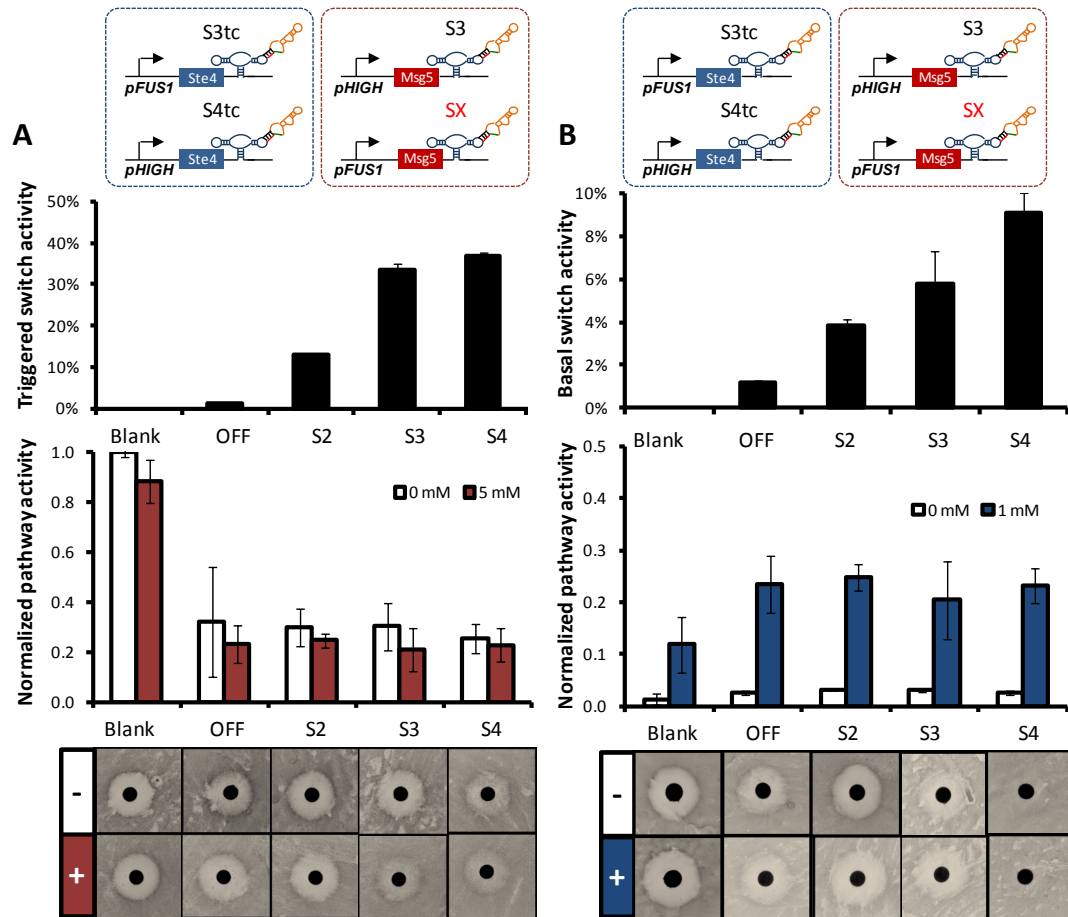 S3tc
S3
pFUS1
Ste4
pHIGH
Msg5
S4tc
SX
pHIGH
Ste4
pFUS1
Msg5
A
Triggered switch activity
50%
40%
30%
20%
10%
0%
Blank OFF S2 S3 S4
Normalized pathway activity
1.0
0.8
0.6
0.4
0.2
0.0
0 mM 5 mM
Blank OFF S2 S3 S4
-
+
S3tc
S3
pFUS1
Ste4
pHIGH
Msg5
S4tc
SX
pHIGH
Ste4
pFUS1
Msg5
B
Basal switch activity
10%
8%
6%
4%
2%
0%
Blank OFF S2 S3 S4
Normalized pathway activity
0.5
0.4
0.3
0.2
0.1
0.0
0 mM 1 mM
Blank OFF S2 S3 S4
-
+